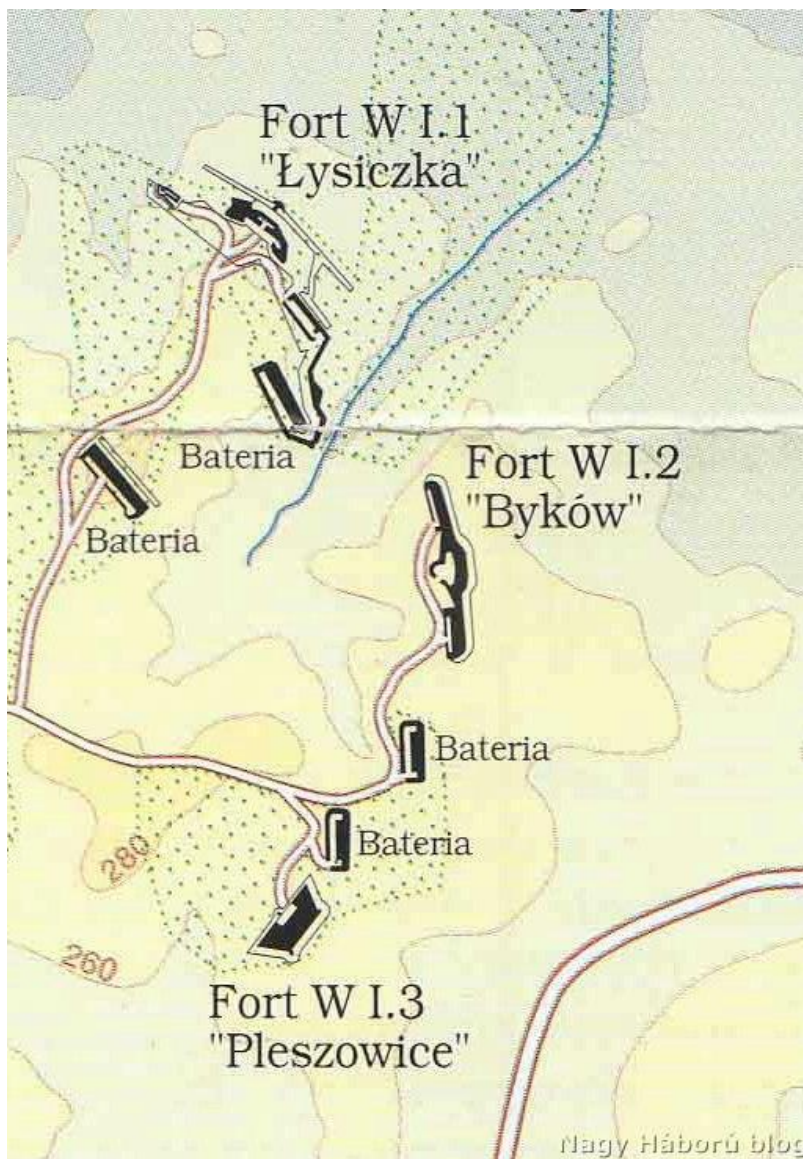 Fort W I.1
"Łysiczka"
Bateria
Fort W I.2
"Byków"
Bateria
Bateria
Bateria
280
260
Fort W I.3
"Pleszowice"
Nagy Háború blog